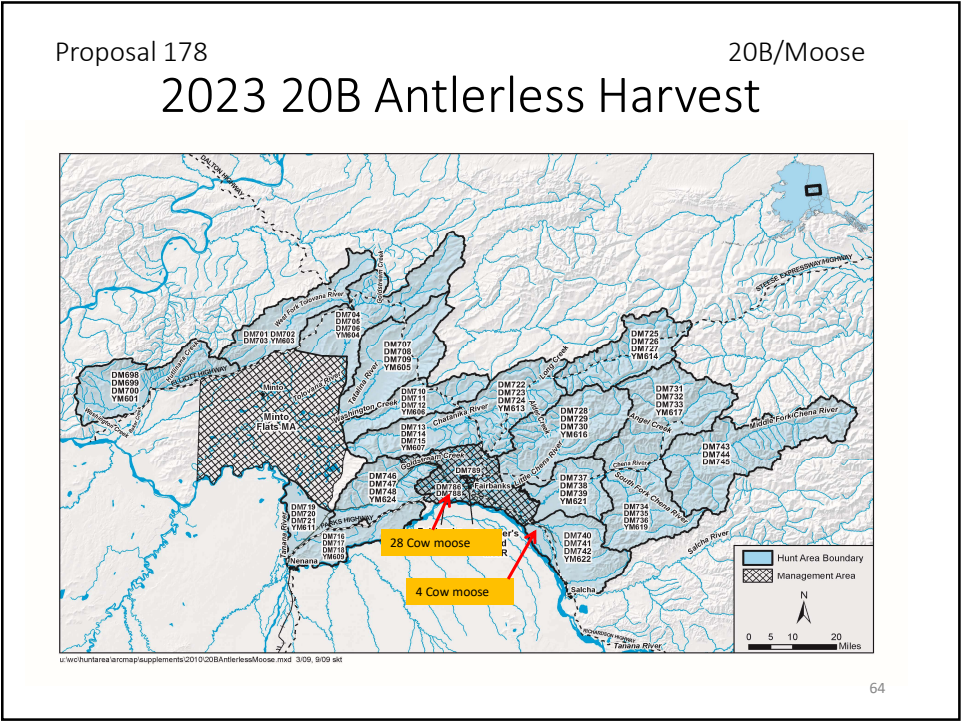 Proposal 178
20B/Moose
2023 20B Antlerless Harvest
DALTON HIGHWAY
STEESE EXPRESSWAY/HIGHWAY
Goldstream Creek
West Fork Tolovana River
DM704
DM705
DM706
YM604
DM701 DM702
DM703 YM603
DM707
DM708
DM709
YM605
DM725
DM726
DM727
YM614
ELLIOTT HIGHWAY
DM698
DM699
DM700
YM601
Washington Creek
Minto
Tolovana River
Minto
Flats MA
Tatalina River
DM710
DM711
DM712
YM606
Washington Creek
Chatanika River
DM722
DM723
DM724
YM613
Long Creek
DM731
DM732
DM733
YM617
DM728
DM729
DM730
YM616
Angel Creek
Middle Fork Chena River
DM713
DM714
DM715
YM607
Goldstream Creek
Little Chena River
DM743
DM744
DM745
Chena River
South Fork Chena River
DM746
DM747
DM748
YM624
DM789
DM786
DM788
Fairbanks
DM737
DM738
DM739
YM621
DM734
DM735
DM736
YM619
DM719
DM720
DM721
YM611
PARKS HIGHWAY
Tanana River
DM716
DM717
DM718
YM609
Nenana
28 Cow moose
er's
d
R
DM740
DM741
DM742
YM622
Salcha River
4 Cow moose
Salcha
RICHARDSON HIGHWAY
Tanana River
Hunt Area Boundary
Management Area
N
0 5 10 20
Miles
u:\wc\huntarea\arcmap\supplements\2010\20BAntlerlessMoose.mxd 3/09, 9/09 skt
64